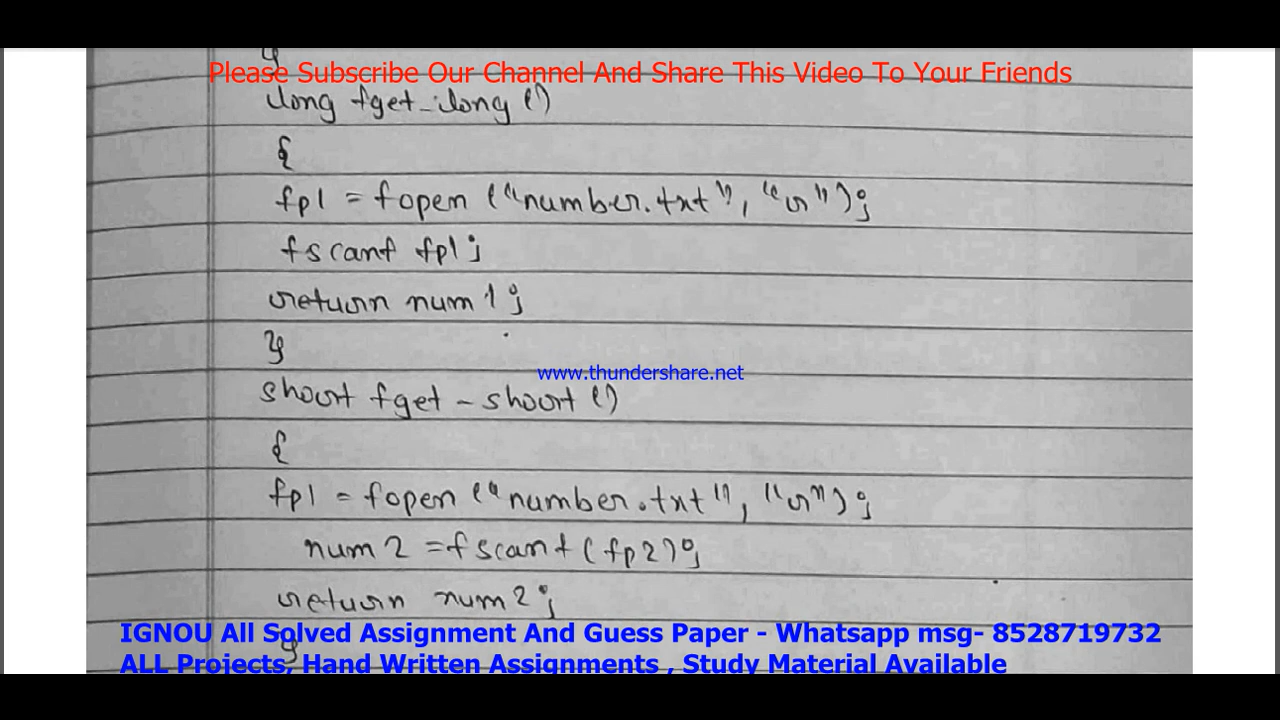 }
Please Subscribe Our Channel And Share This Video To Your Friends
long fget_long ()
{
fp1 = fopen ("number.txt", "r");
fscanf fp1;
return num1;
}
www.thundershare.net
short fget - short ()
{
fp1 = fopen ("number.txt", "r");
num2 = fscanf (fp2);
return num2;
IGNOU All Solved Assignment And Guess Paper - Whatsapp msg- 8528719732
}
ALL Projects, Hand Written Assignments , Study Material Available